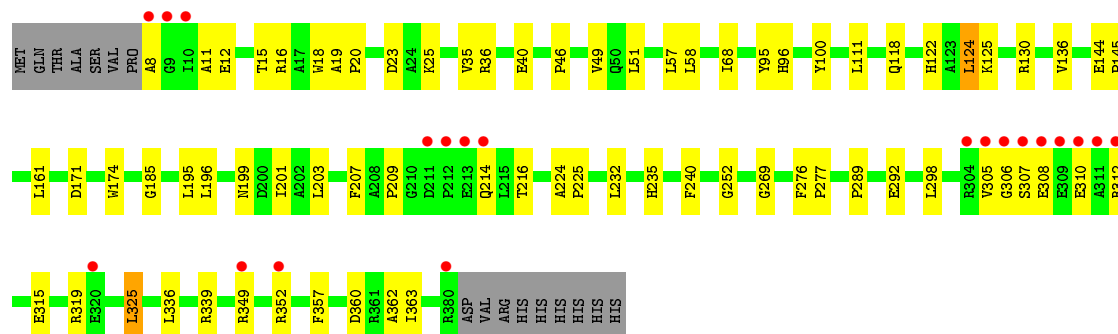 MET GLN THR ALA SER VAL PRO A8 G9 I10 A11 E12 T15 R16 A17 W18 A19 P20 D23 A24 K25 V35 R36 E40 P46 V49 Q50 L51 L57 L58 I68 Y95 H96 Y100 L111 Q118 H122 A123 L124 K125 R130 V136 E144 P145
L161 D171 W174 G185 L195 L196 N199 D200 I201 A202 L203 F207 A208 P209 G210 D211 P212 E213 Q214 L215 T216 A224 P225 L232 H235 F240 G252 G269 F276 P277 P289 E292 L298 R304 V305 G306 S307 E308 E309 E310 A311
E315 R319 E320 L325 L336 R339 R349 R352 F357 D360 R361 A362 I363 R380 ASP VAL ARG HIS HIS HIS HIS HIS HIS